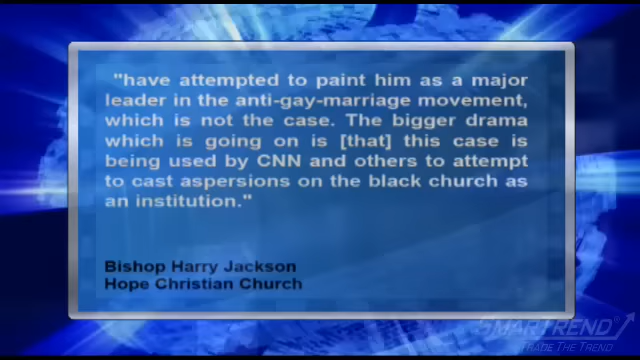 "have attempted to paint him as a major
leader in the anti-gay-marriage movement,
which is not the case. The bigger drama
which is going on is [that] this case is
being used by CNN and others to attempt
to cast aspersions on the black church as
an institution."
Bishop Harry Jackson
Hope Christian Church
SMARTREND®
TRADE THE TREND